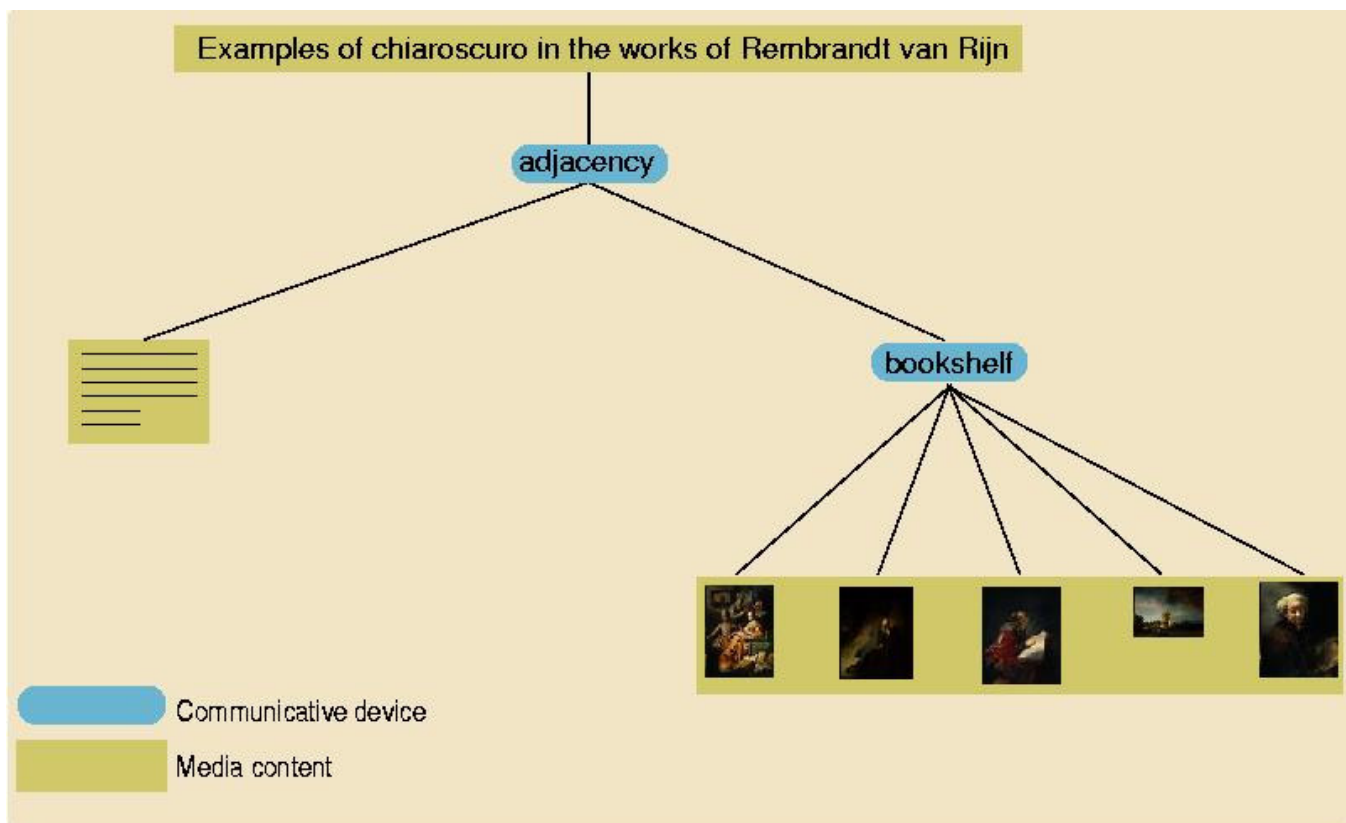 Examples of chiaroscuro in the works of Rembrandt van Rijn
adjacency
bookshelf
Communicative device
Media content